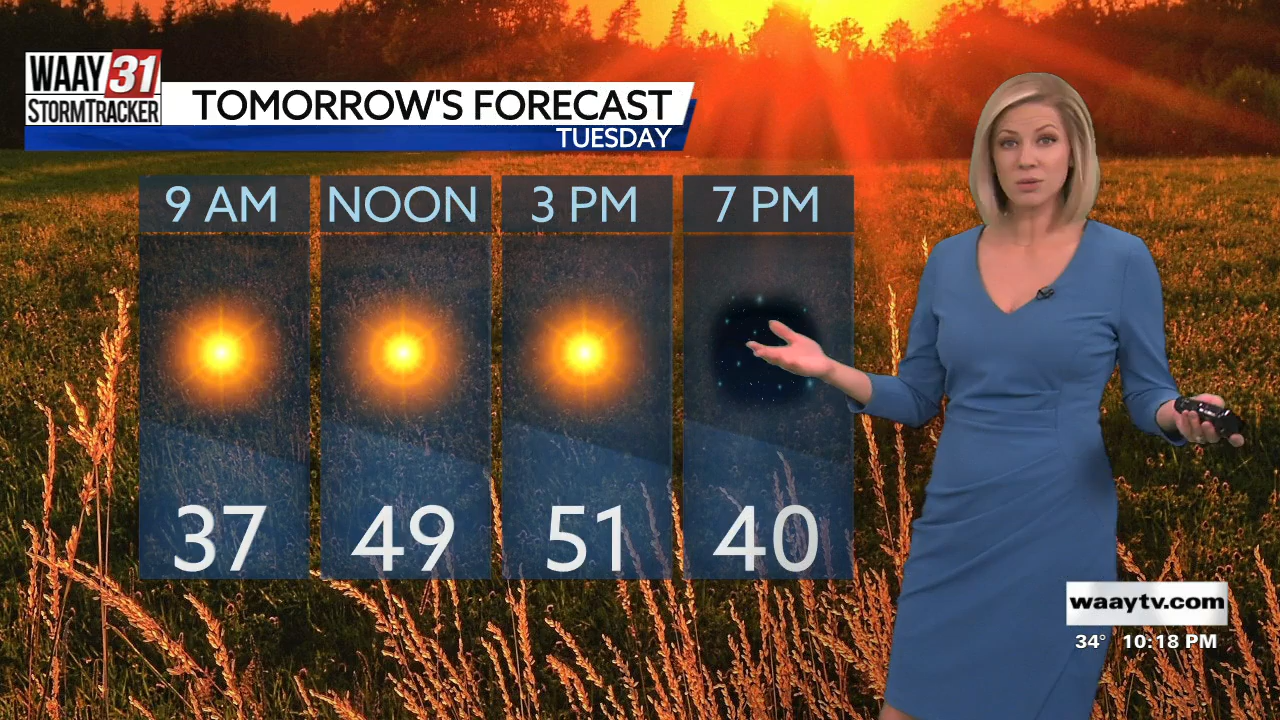 WAAY 31
STORMTRACKER
TOMORROW'S FORECAST
TUESDAY
9 AM NOON 3 PM 7 PM
37 49 51 40
waaytv.com
34° 10:18 PM